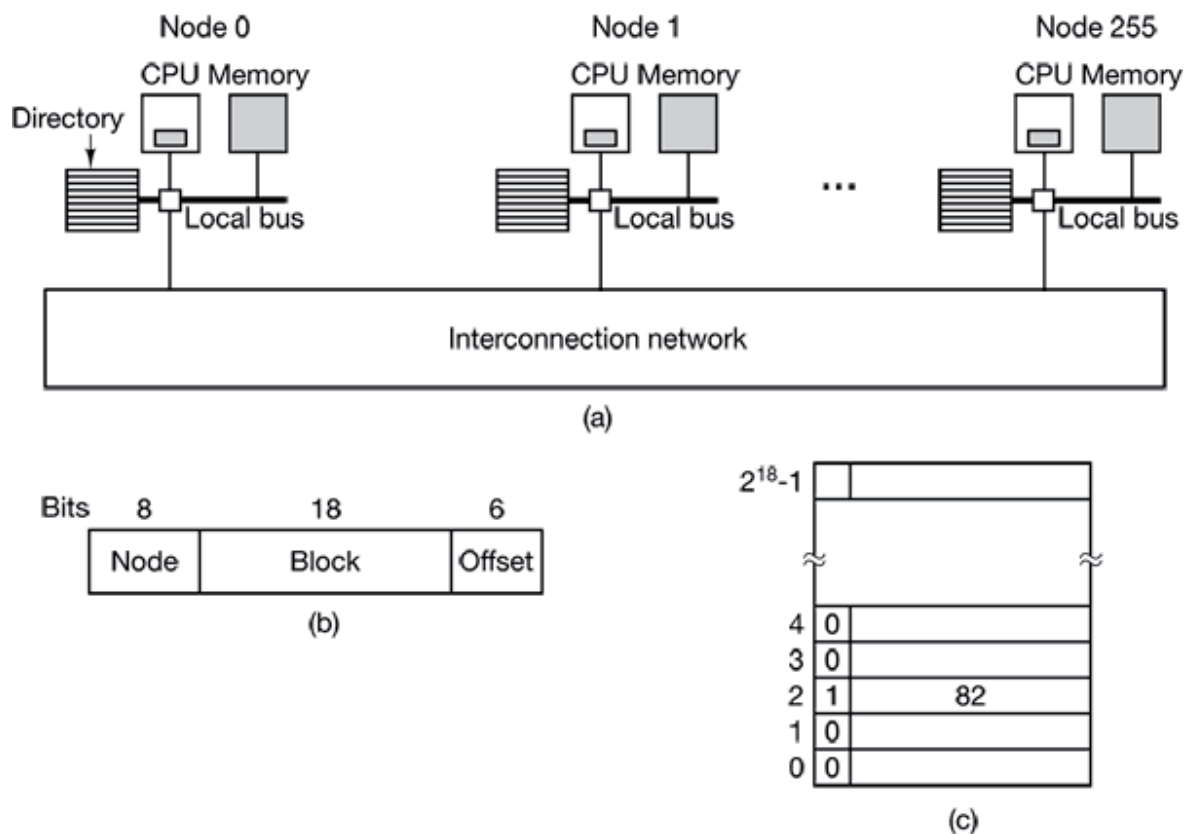 Node 0 Node 1 Node 255
CPU Memory CPU Memory CPU Memory
Directory
...
Local bus Local bus Local bus
Interconnection network
(a)
Bits 8 18 6
Node Block Offset
(b)
2¹⁸-1
4 0
3 0
2 1 82
1 0
0 0
(c)